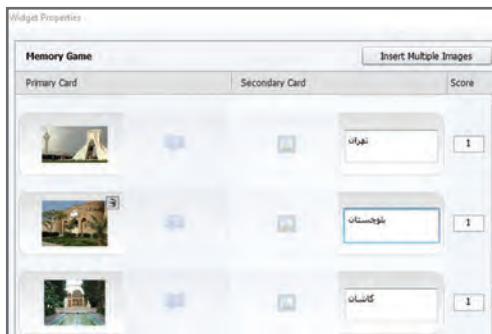 Widget Properties
Memory Game Insert Multiple Images
Primary Card Secondary Card Score
تهران 1
بلوچستان 1
کاشان 1